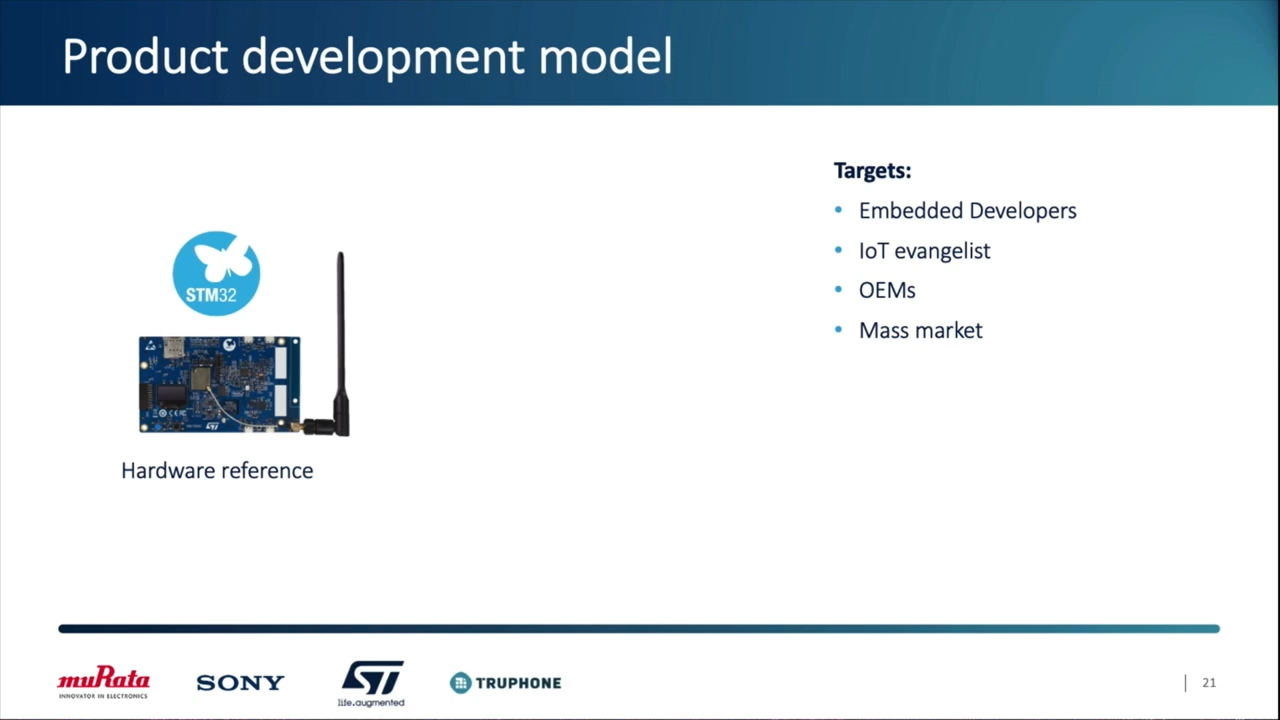 Product development model
Targets:
• Embedded Developers
• IoT evangelist
• OEMs
• Mass market
STM32
Hardware reference
muRata
INNOVATOR IN ELECTRONICS
SONY
ST
life.augmented
TRUPHONE
21